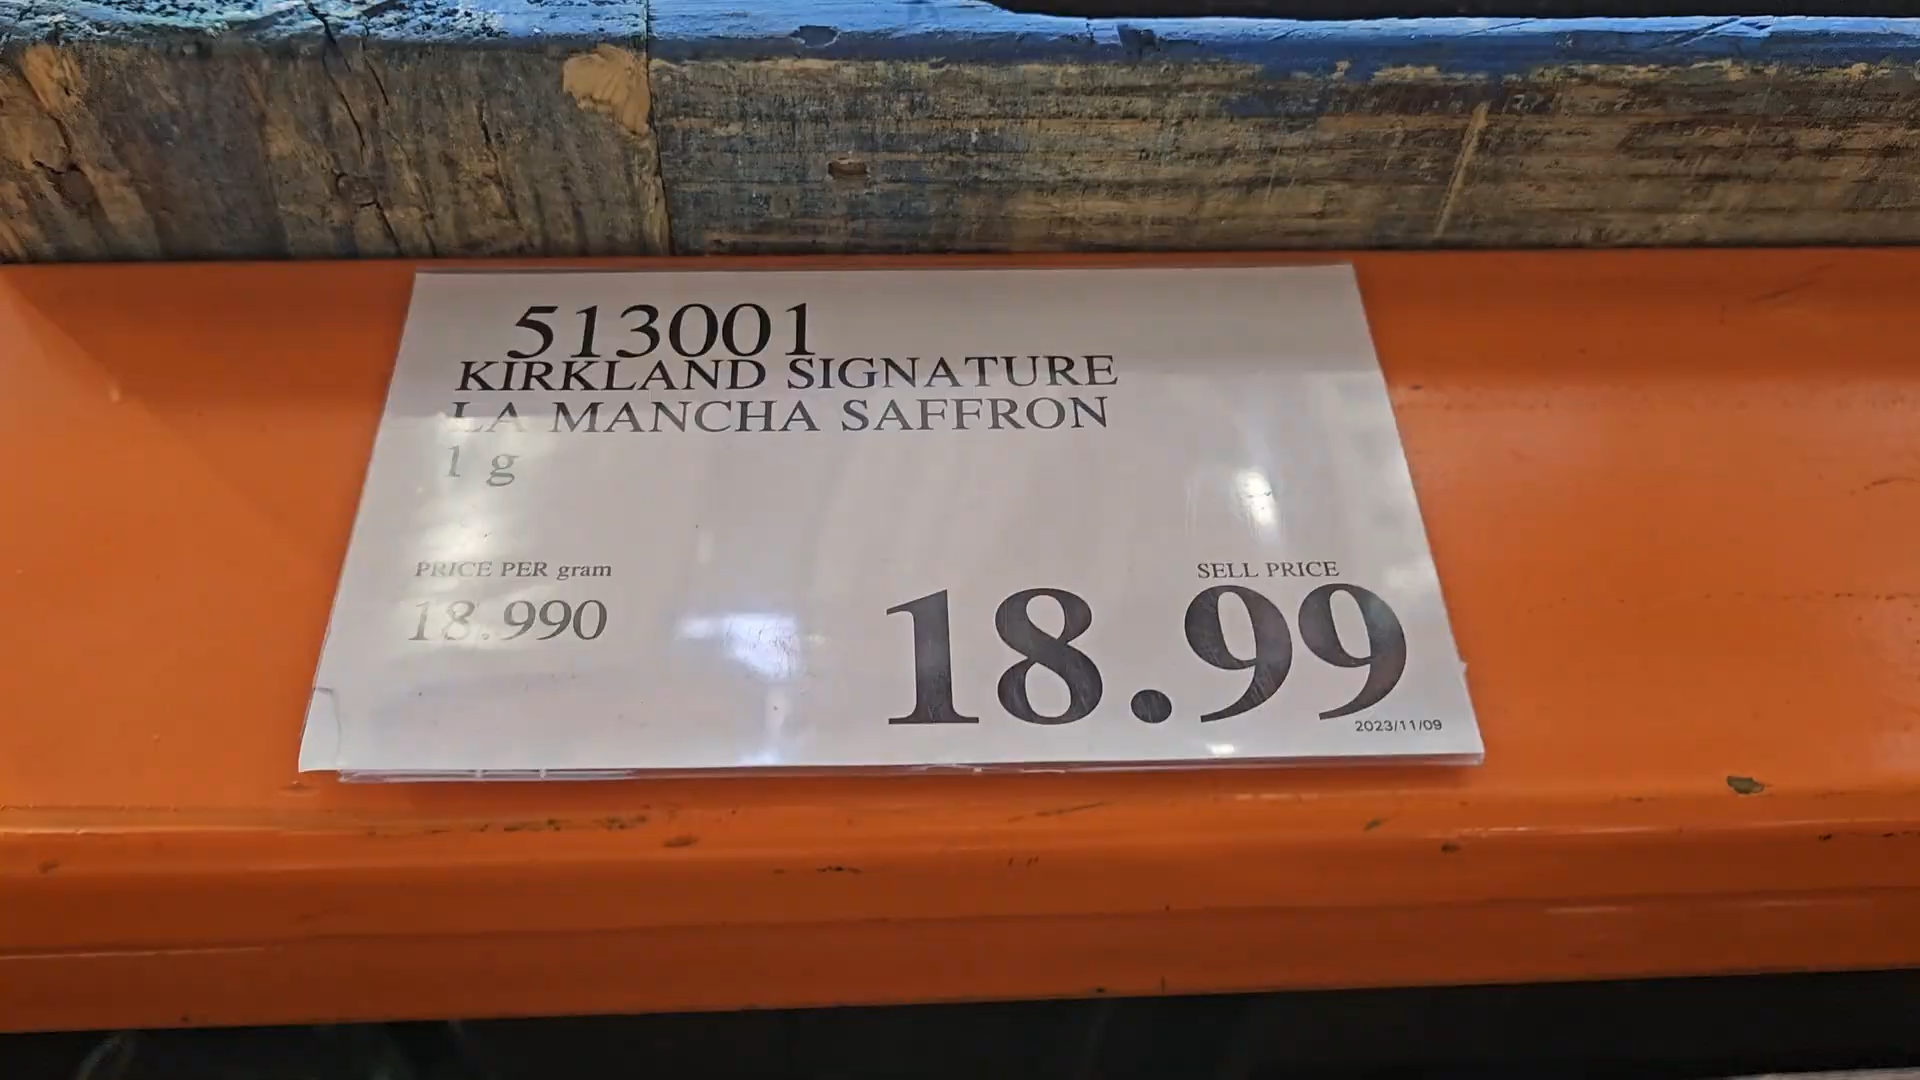 513001
KIRKLAND SIGNATURE
LA MANCHA SAFFRON
1 g
PRICE PER gram
18.990
SELL PRICE
18.99
2023/11/09